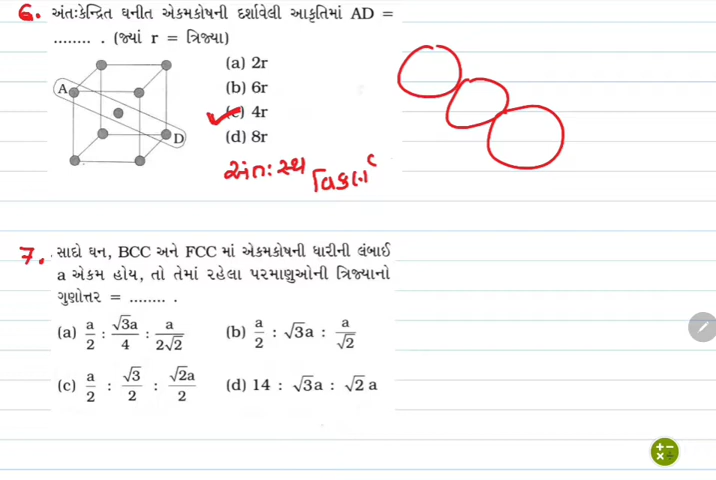 6. અંતઃકેન્દ્રિત ઘનીત એકમકોષની દર્શાવેલી આકૃતિમાં AD =
........ . (જ્યાં r = ત્રિજ્યા)
A
D
(a) 2r
(b) 6r
(c) 4r
(d) 8r
અંતઃસ્થ
વિકર્ણ
7. સાદો ઘન, BCC અને FCC માં એકમકોષની ધારીની લંબાઈ
a એકમ હોય, તો તેમાં રહેલા પરમાણુઓની ત્રિજ્યાનો
ગુણોત્તર = ........ .
(a) a/2 : √3a/4 : a/2√2
(b) a/2 : √3a : a/√2
(c) a/2 : √3/2 : √2a/2
(d) 14 : √3a : √2 a